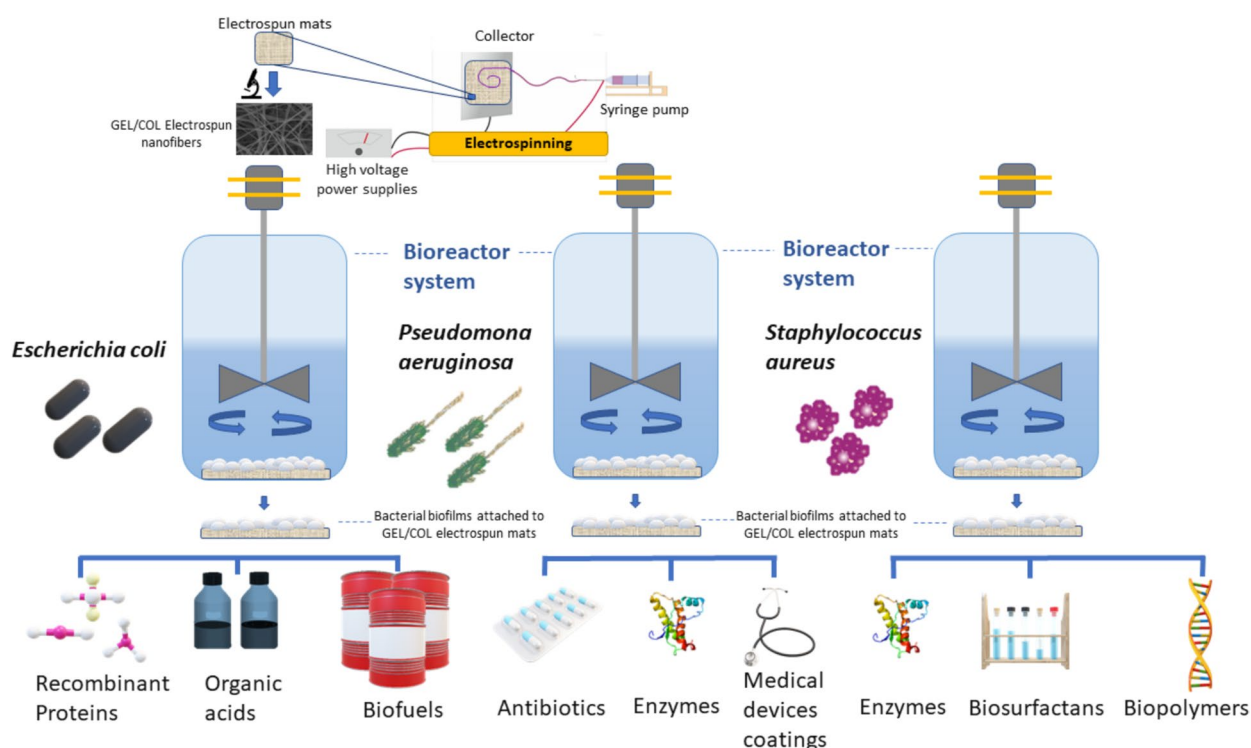 Electrospun mats
Collector
Syringe pump
GEL/COL Electrospun
nanofibers
Electrospinning
High voltage
power supplies
Bioreactor
system
Bioreactor
system
Escherichia coli
Pseudomona
aeruginosa
Staphylococcus
aureus
Bacterial biofilms attached to
GEL/COL electrospun mats
Bacterial biofilms attached to
GEL/COL electrospun mats
Recombinant
Proteins
Organic
acids
Biofuels
Antibiotics
Enzymes
Medical
devices
coatings
Enzymes
Biosurfactans
Biopolymers